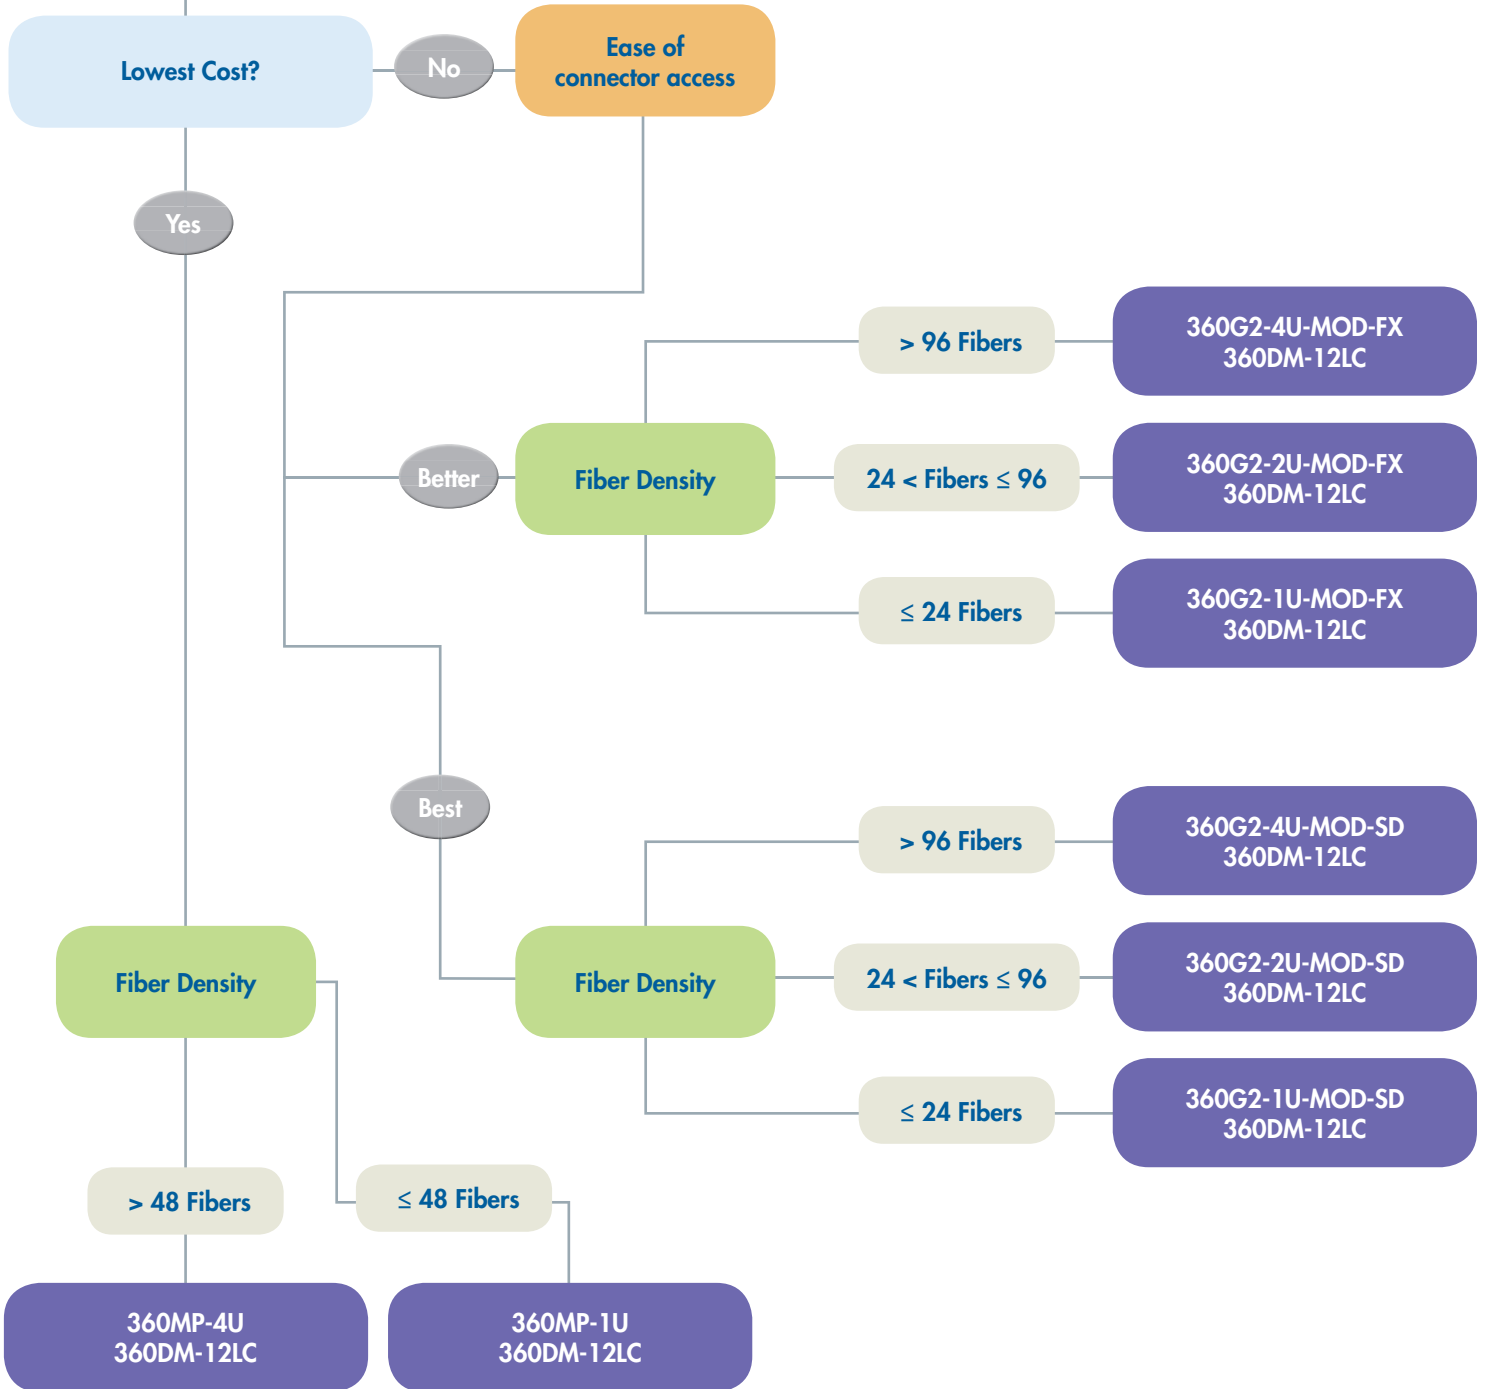 Lowest Cost?
No
Ease of
connector access
Yes
> 96 Fibers
360G2-4U-MOD-FX
360DM-12LC
Better
Fiber Density
24 < Fibers ≤ 96
360G2-2U-MOD-FX
360DM-12LC
≤ 24 Fibers
360G2-1U-MOD-FX
360DM-12LC
Best
> 96 Fibers
360G2-4U-MOD-SD
360DM-12LC
Fiber Density
Fiber Density
24 < Fibers ≤ 96
360G2-2U-MOD-SD
360DM-12LC
≤ 24 Fibers
360G2-1U-MOD-SD
360DM-12LC
> 48 Fibers
≤ 48 Fibers
360MP-4U
360DM-12LC
360MP-1U
360DM-12LC